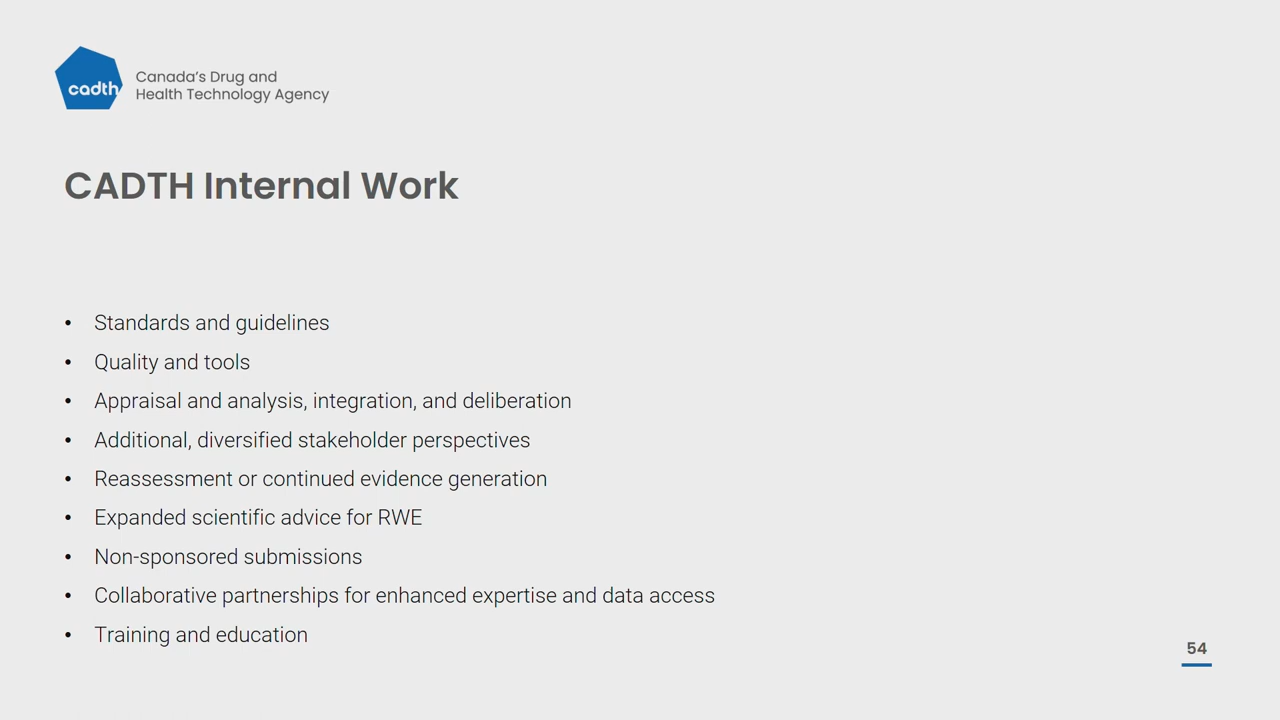 cadth
Canada's Drug and
Health Technology Agency
CADTH Internal Work
• Standards and guidelines
• Quality and tools
• Appraisal and analysis, integration, and deliberation
• Additional, diversified stakeholder perspectives
• Reassessment or continued evidence generation
• Expanded scientific advice for RWE
• Non-sponsored submissions
• Collaborative partnerships for enhanced expertise and data access
• Training and education
54